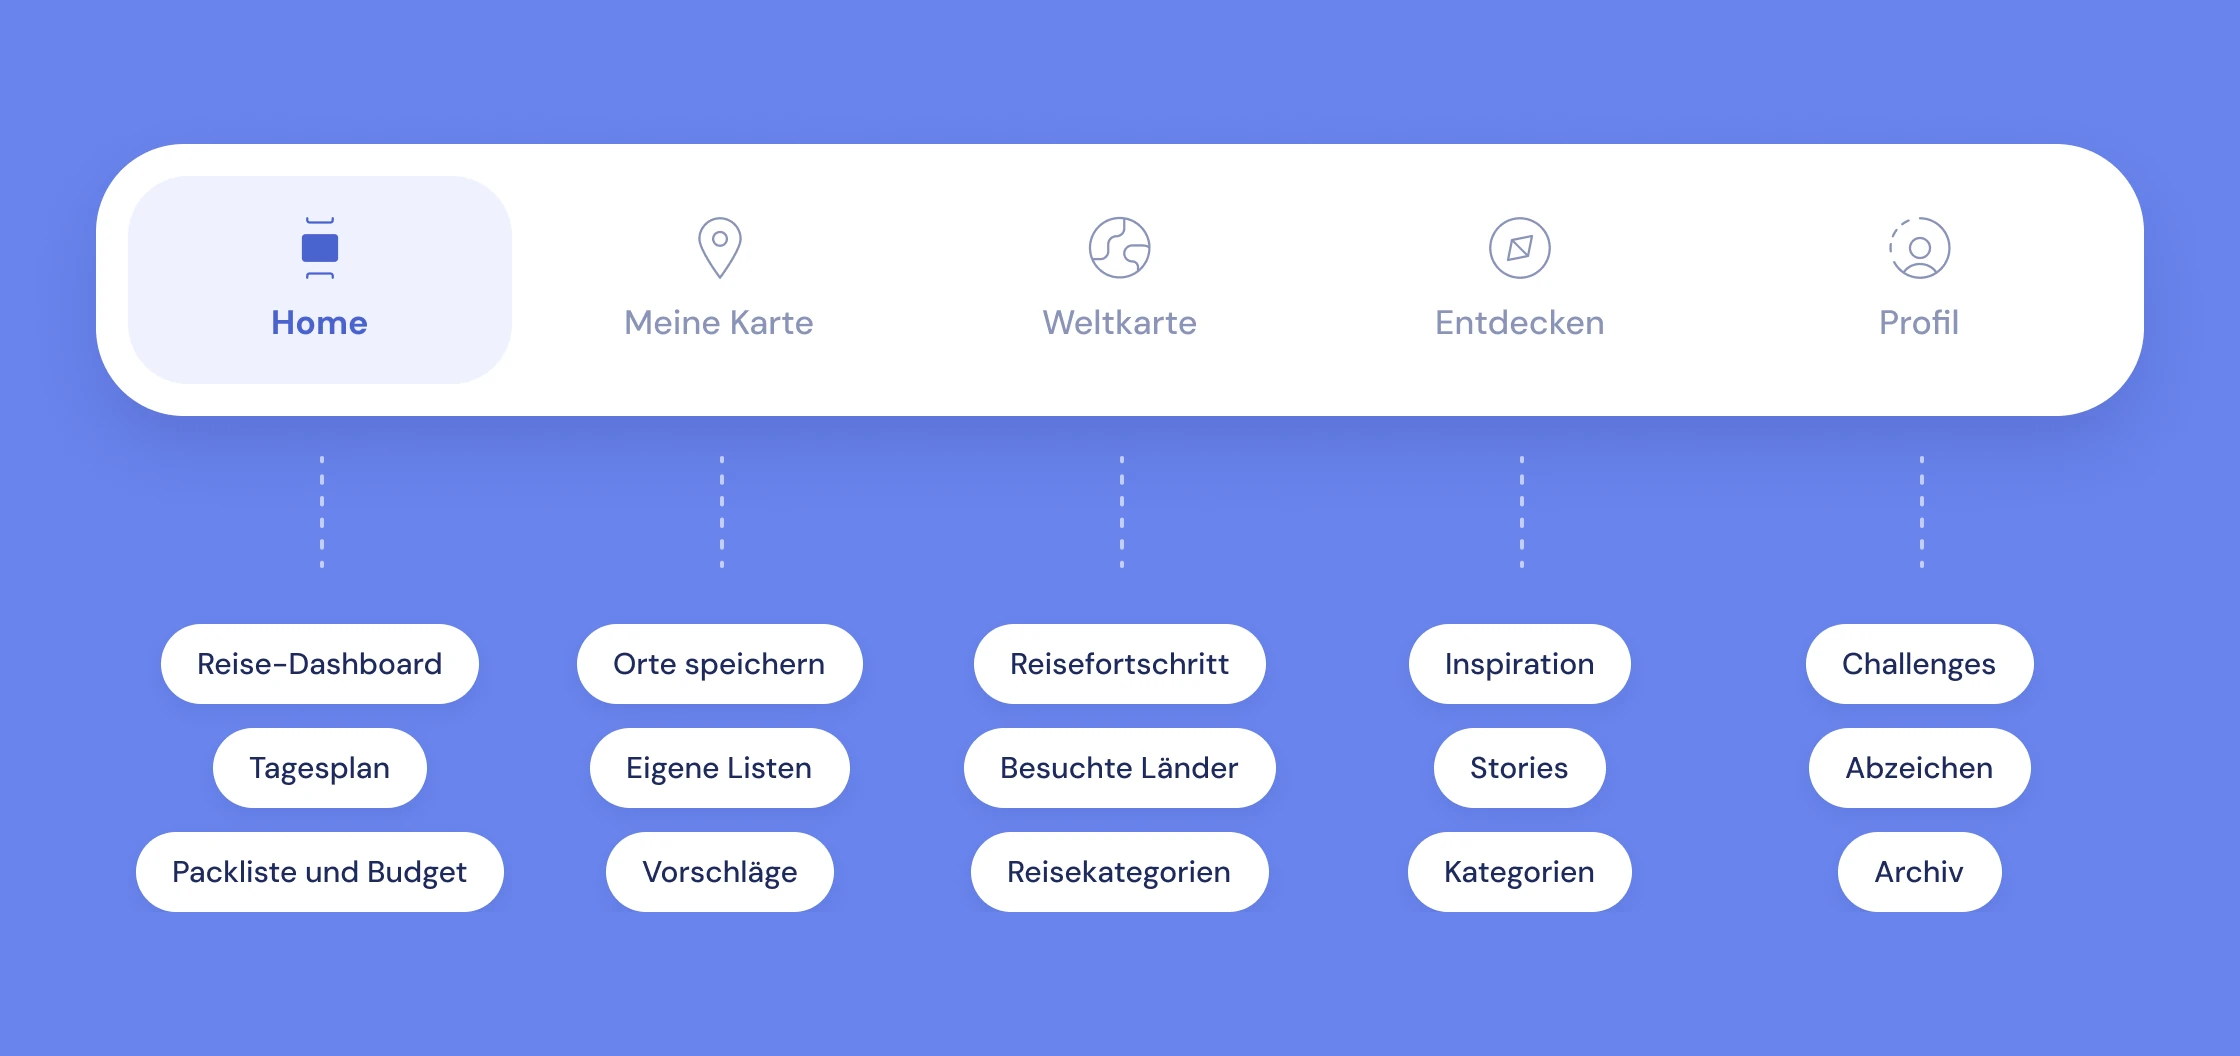 Home
Meine Karte
Weltkarte
Entdecken
Profil
Reise-Dashboard
Orte speichern
Reisefortschritt
Inspiration
Challenges
Tagesplan
Eigene Listen
Besuchte Länder
Stories
Abzeichen
Packliste und Budget
Vorschläge
Reisekategorien
Kategorien
Archiv